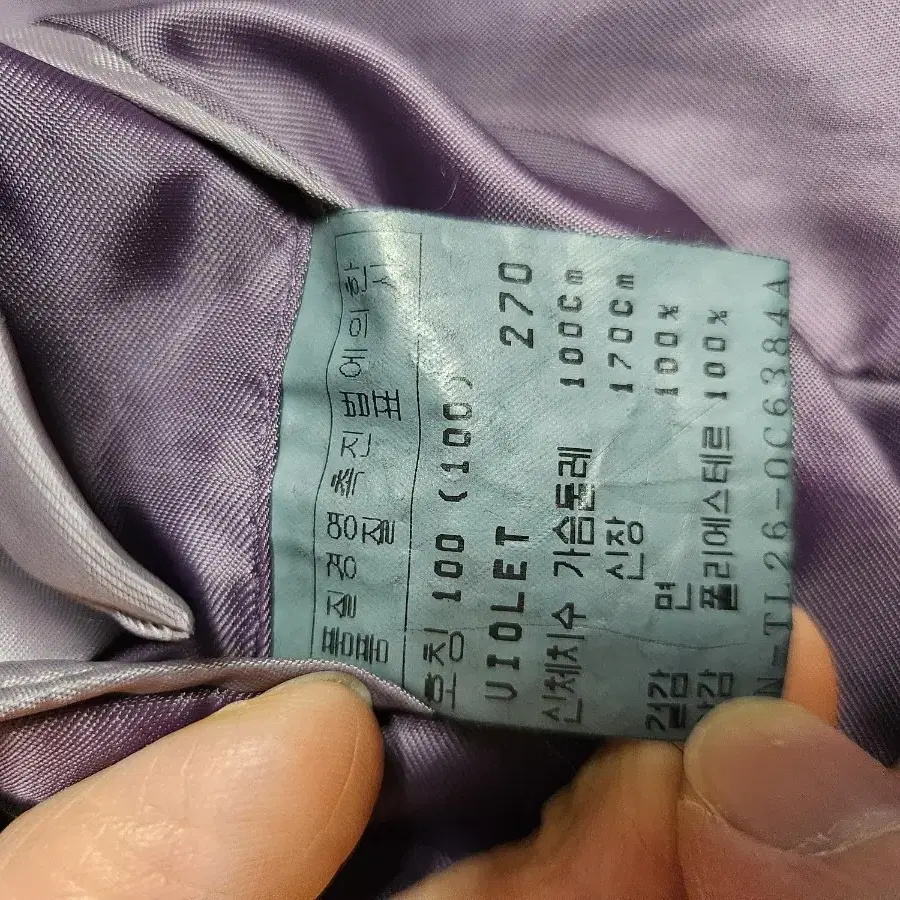 품질경영촉진법에의한
품질표시
호칭 100 (100)
VIOLET 270
신체치수 가슴둘레 100Cm
신장 170Cm
겉감 면 100%
안감 폴리에스테르 100%
N-TL26-0C6384A